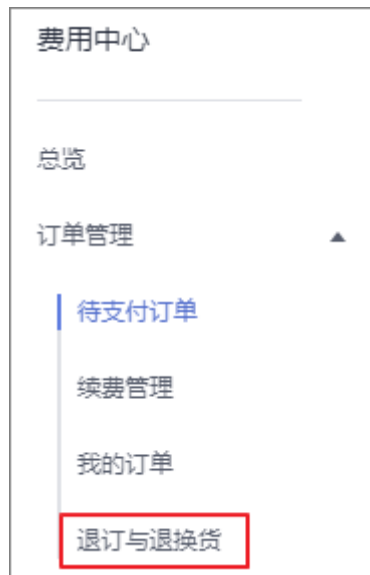 费用中心
总览
订单管理
待支付订单
续费管理
我的订单
退订与退换货